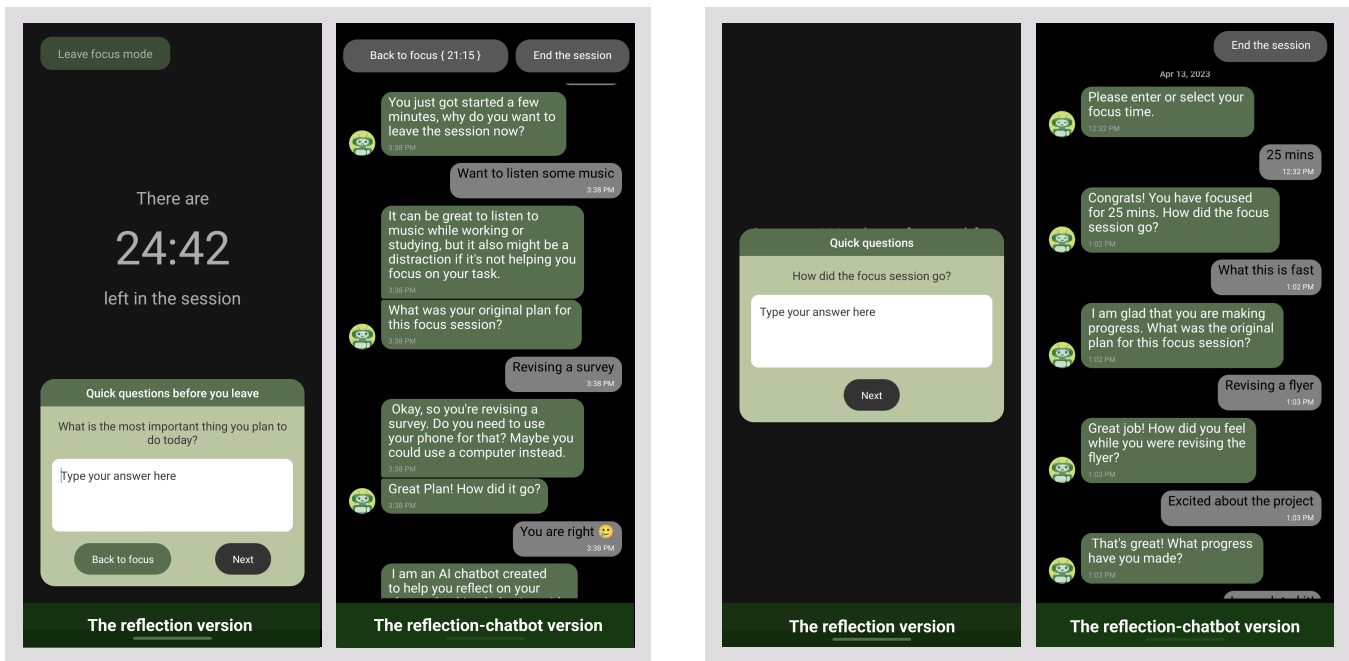 Leave focus mode
There are
24:42
left in the session
Quick questions before you leave
What is the most important thing you plan to
do today?
Type your answer here
Back to focus
Next
The reflection version
Back to focus { 21:15 }
End the session
You just got started a few
minutes, why do you want to
leave the session now?
3:38 PM
Want to listen some music
3:38 PM
It can be great to listen to
music while working or
studying, but it also might be a
distraction if it's not helping you
focus on your task.
3:38 PM
What was your original plan for
this focus session?
3:38 PM
Revising a survey
3:38 PM
Okay, so you're revising a
survey. Do you need to use
your phone for that? Maybe you
could use a computer instead.
3:38 PM
Great Plan! How did it go?
3:38 PM
You are right 🥲
3:38 PM
I am an AI chatbot created
to help you reflect on your
The reflection-chatbot version
Quick questions
How did the focus session go?
Type your answer here
Next
The reflection version
End the session
Apr 13, 2023
Please enter or select your
focus time.
12:32 PM
25 mins
12:32 PM
Congrats! You have focused
for 25 mins. How did the focus
session go?
1:02 PM
What this is fast
1:02 PM
I am glad that you are making
progress. What was the original
plan for this focus session?
1:02 PM
Revising a flyer
1:03 PM
Great job! How did you feel
while you were revising the
flyer?
1:03 PM
Excited about the project
1:03 PM
That's great! What progress
have you made?
1:03 PM
The reflection-chatbot version